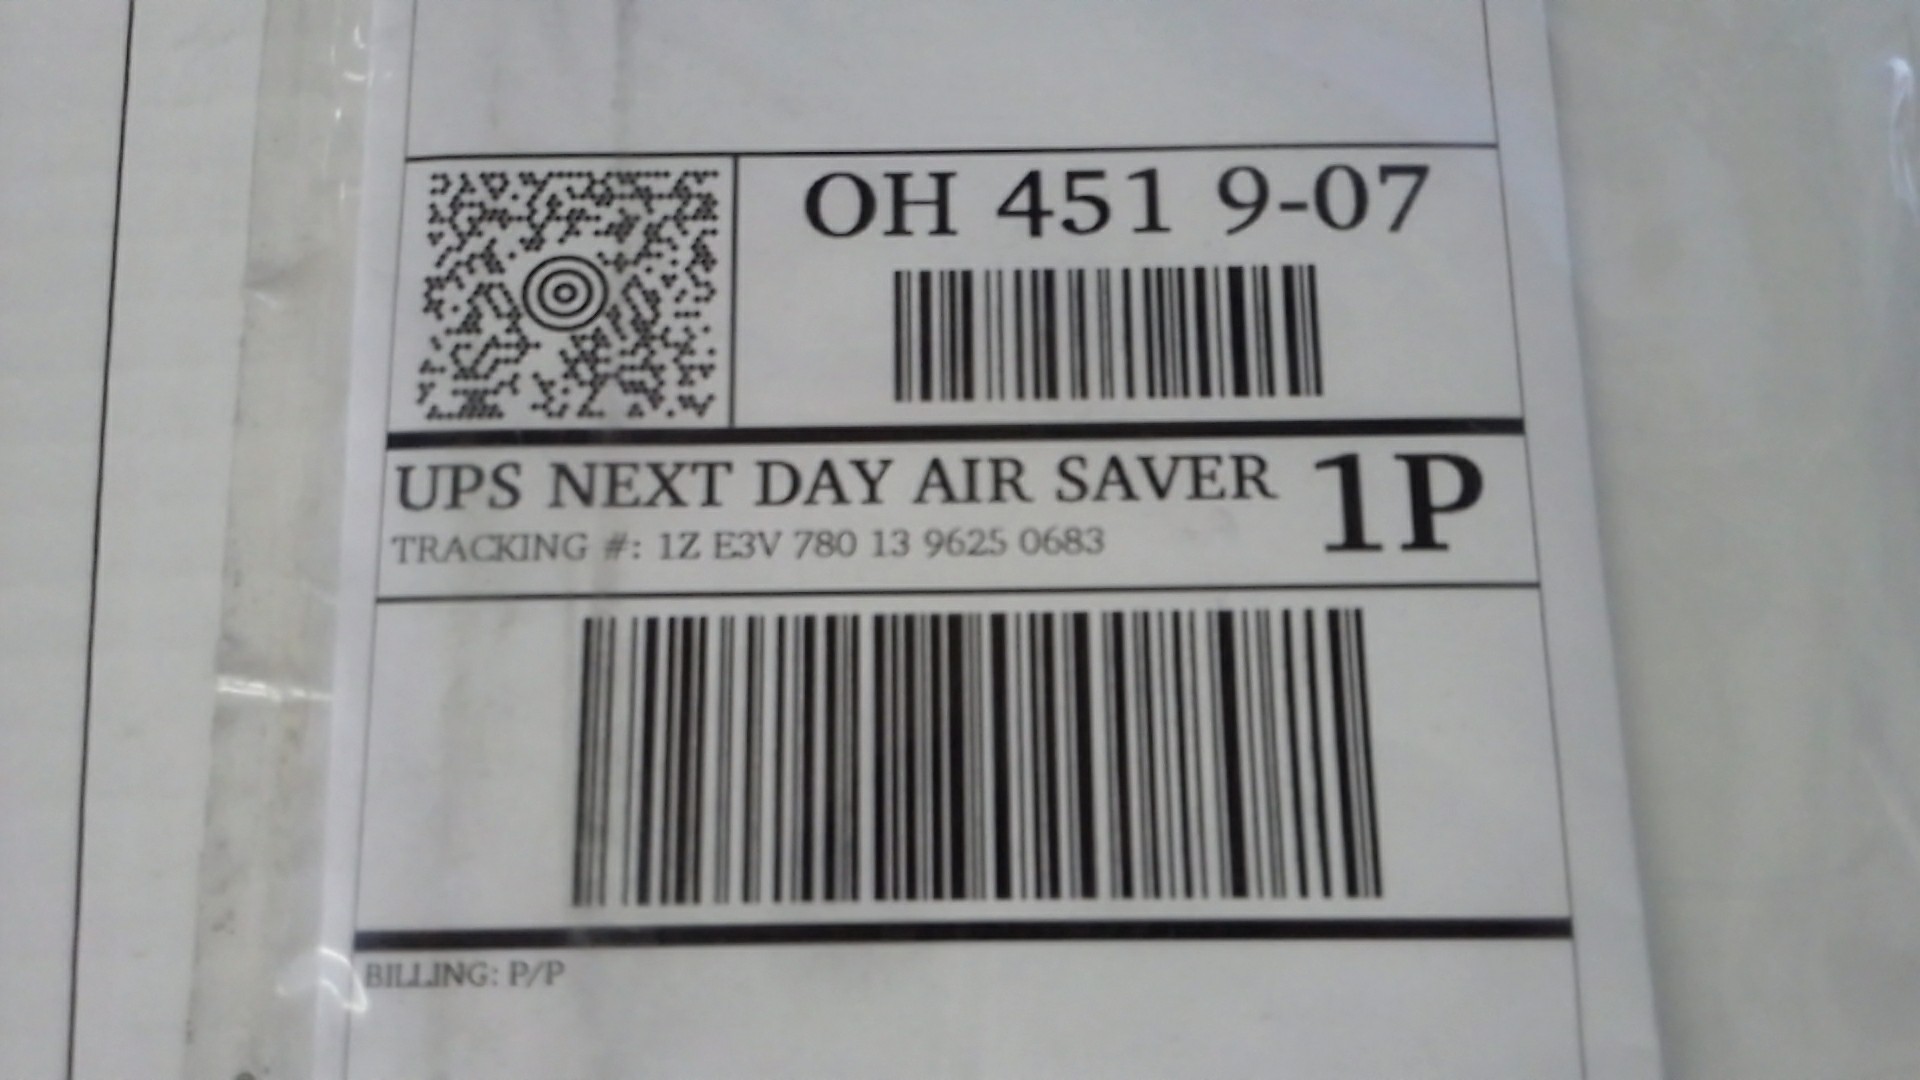 OH 451 9-07
UPS NEXT DAY AIR SAVER 1P
TRACKING #: 1Z E3V 780 13 9625 0683
BILLING: P/P